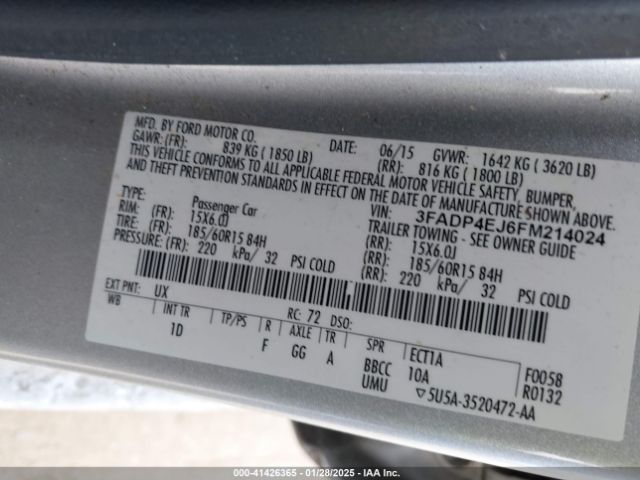 MFD. BY FORD MOTOR CO.
DATE: 06/15 GVWR: 1642 KG ( 3620 LB)
GAWR: (FR): 839 KG ( 1850 LB) (RR): 816 KG ( 1800 LB)
THIS VEHICLE CONFORMS TO ALL APPLICABLE FEDERAL MOTOR VEHICLE SAFETY, BUMPER,
AND THEFT PREVENTION STANDARDS IN EFFECT ON THE DATE OF MANUFACTURE SHOWN ABOVE.
VIN: 3FADP4EJ6FM214024
TYPE: Passenger Car TRAILER TOWING - SEE OWNER GUIDE
RIM: (FR): 15X6.0J (RR): 15X6.0J
TIRE: (FR): 185/60R15 84H (RR): 185/60R15 84H
PRESSURE: (FR): 220 kPa/ 32 PSI COLD (RR): 220 kPa/ 32 PSI COLD
EXT PNT: UX RC: 72 DSO:
WB INT TR TP/PS R AXLE TR SPR ECT1A F0058
1D F GG A BBCC 10A R0132
UMU ▽5U5A-3520472-AA
000-41426365 - 01/28/2025 - IAA Inc.